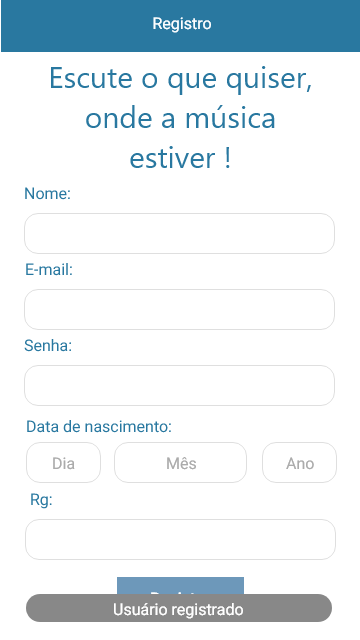 Registro
Escute o que quiser,
onde a música
estiver !
Nome:
E-mail:
Senha:
Data de nascimento:
Dia Mês Ano
Rg:
Usuário registrado